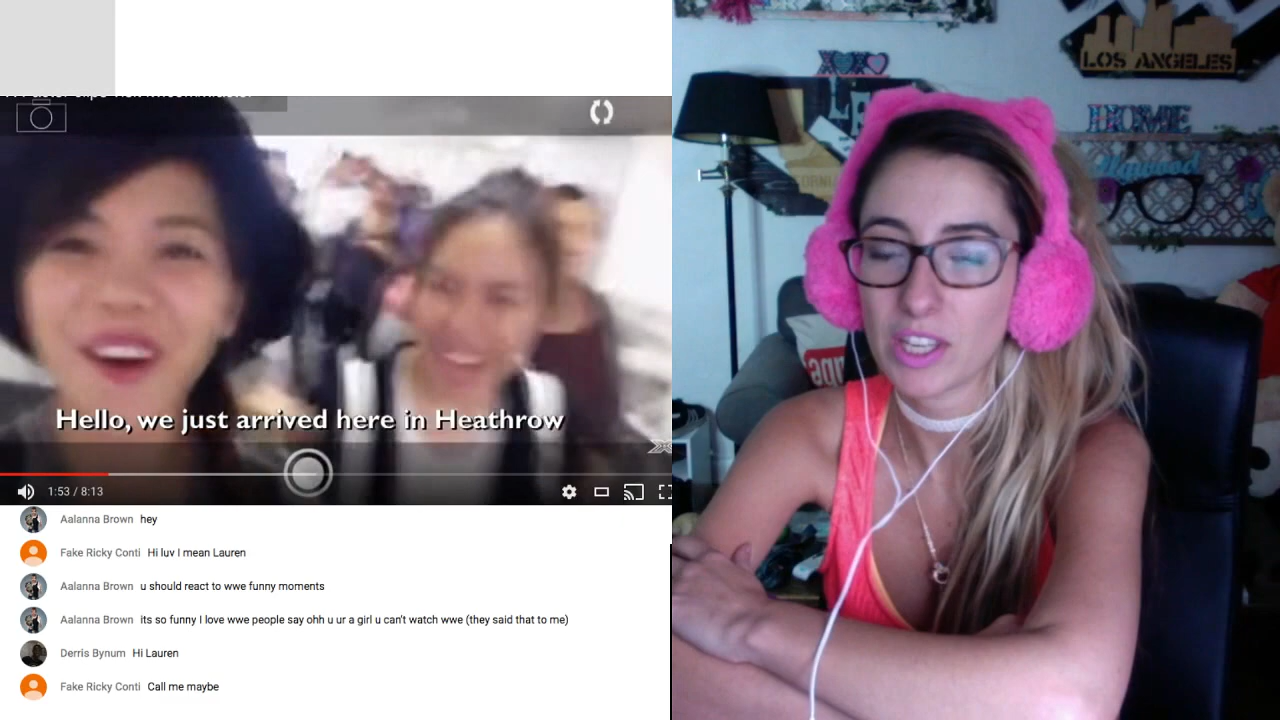 LOS ANGELES
XOXO
HOME
Hello, we just arrived here in Heathrow
1:53 / 8:13
Aalanna Brown hey
Fake Ricky Conti Hi luv I mean Lauren
Aalanna Brown u should react to wwe funny moments
Aalanna Brown its so funny I love wwe people say ohh u ur a girl u can't watch wwe (they said that to me)
Derris Bynum Hi Lauren
Fake Ricky Conti Call me maybe